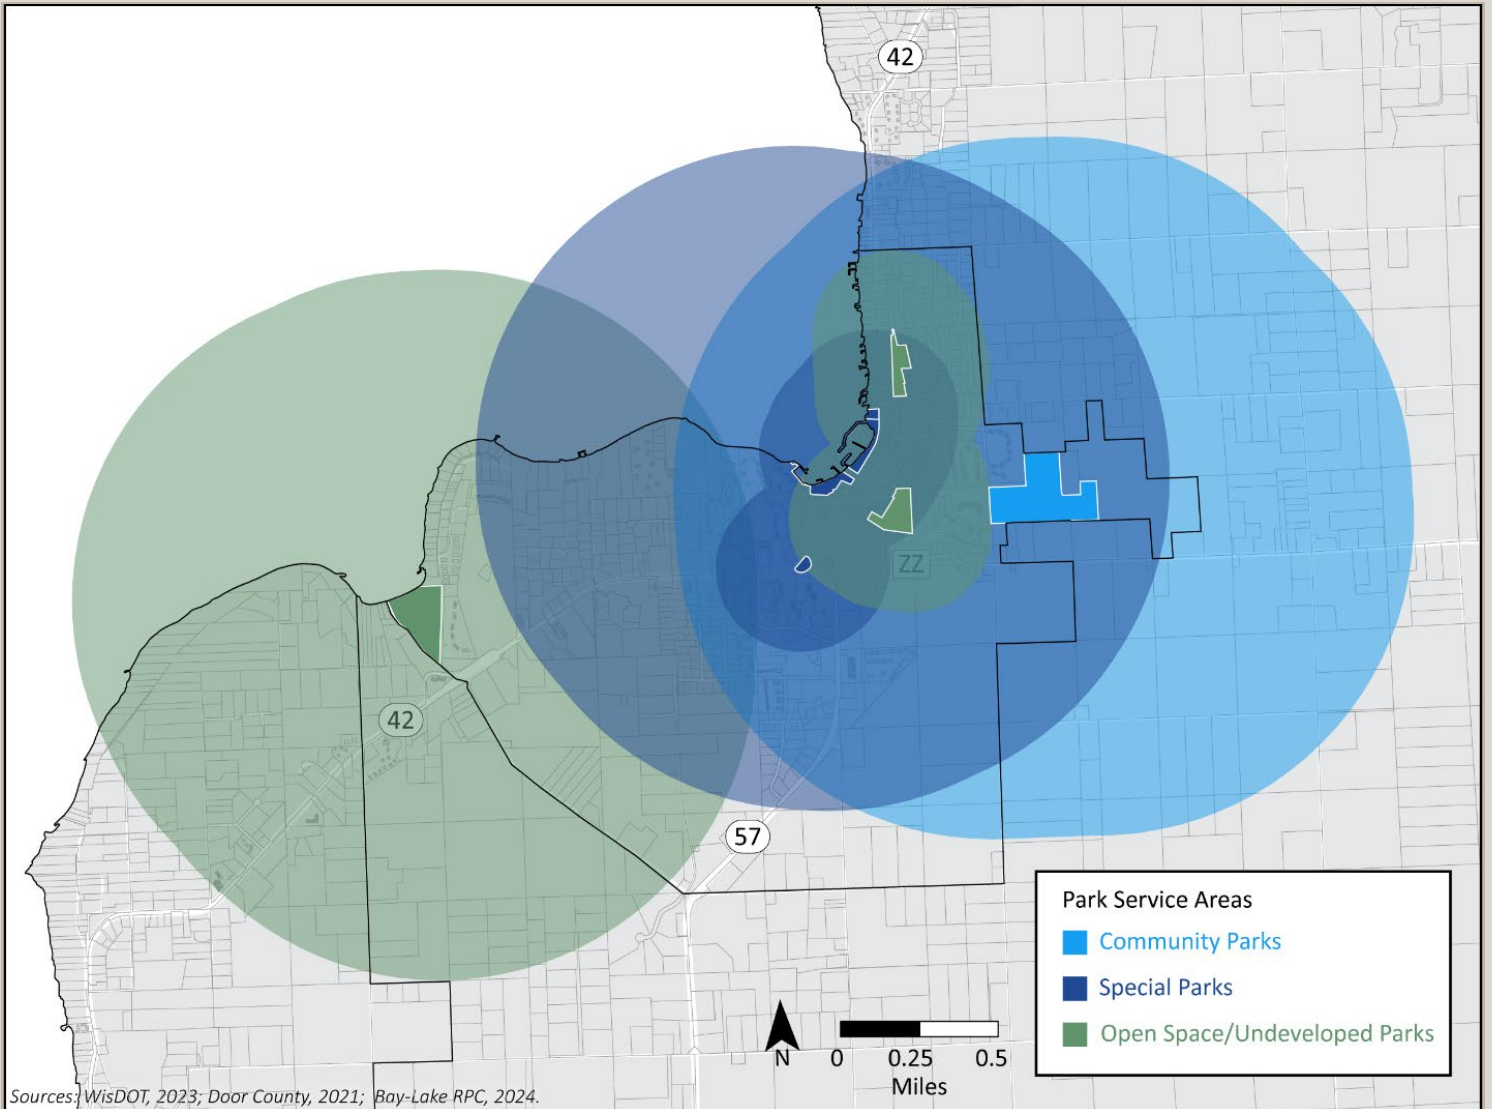 42
ZZ
42
57
Park Service Areas
Community Parks
Special Parks
Open Space/Undeveloped Parks
N
0 0.25 0.5
Miles
Sources: WisDOT, 2023; Door County, 2021; Bay-Lake RPC, 2024.